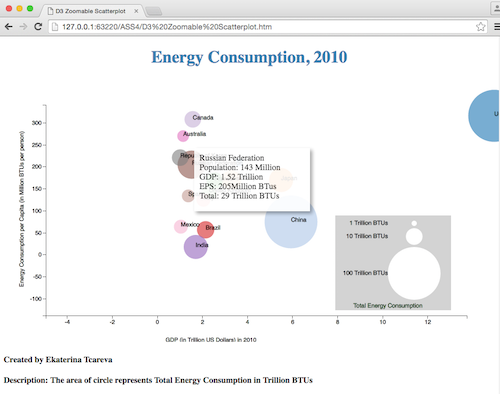 D3 Zoomable Scatterplot
127.0.0.1:63220/ASS4/D3%20Zoomable%20Scatterplot.htm
Energy Consumption, 2010
Energy Consumption per Capita (in Million BTUs per person)
300
250
200
150
100
50
0
-50
-100
Canada
Australia
Russian Federation
Population: 143 Million
GDP: 1.52 Trillion
EPS: 205Million BTUs
Total: 29 Trillion BTUs
Mexico
Brazil
India
China
U
1 Trillion BTUs
10 Trillion BTUs
100 Trillion BTUs
Total Energy Consumption
-4 -2 0 2 4 6 8 10 12
GDP (in Trillion US Dollars) in 2010
Created by Ekaterina Tcareva
Description: The area of circle represents Total Energy Consumption in Trillion BTUs